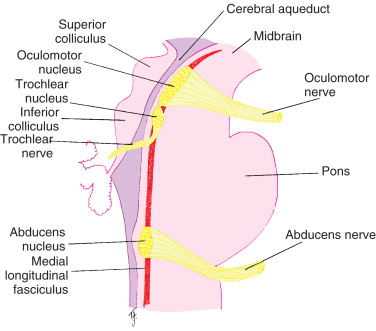 Cerebral aqueduct
Superior
colliculus
Midbrain
Oculomotor
nucleus
Oculomotor
nerve
Trochlear
nucleus
Inferior
colliculus
Trochlear
nerve
Pons
Abducens
nucleus
Abducens nerve
Medial
longitudinal
fasciculus